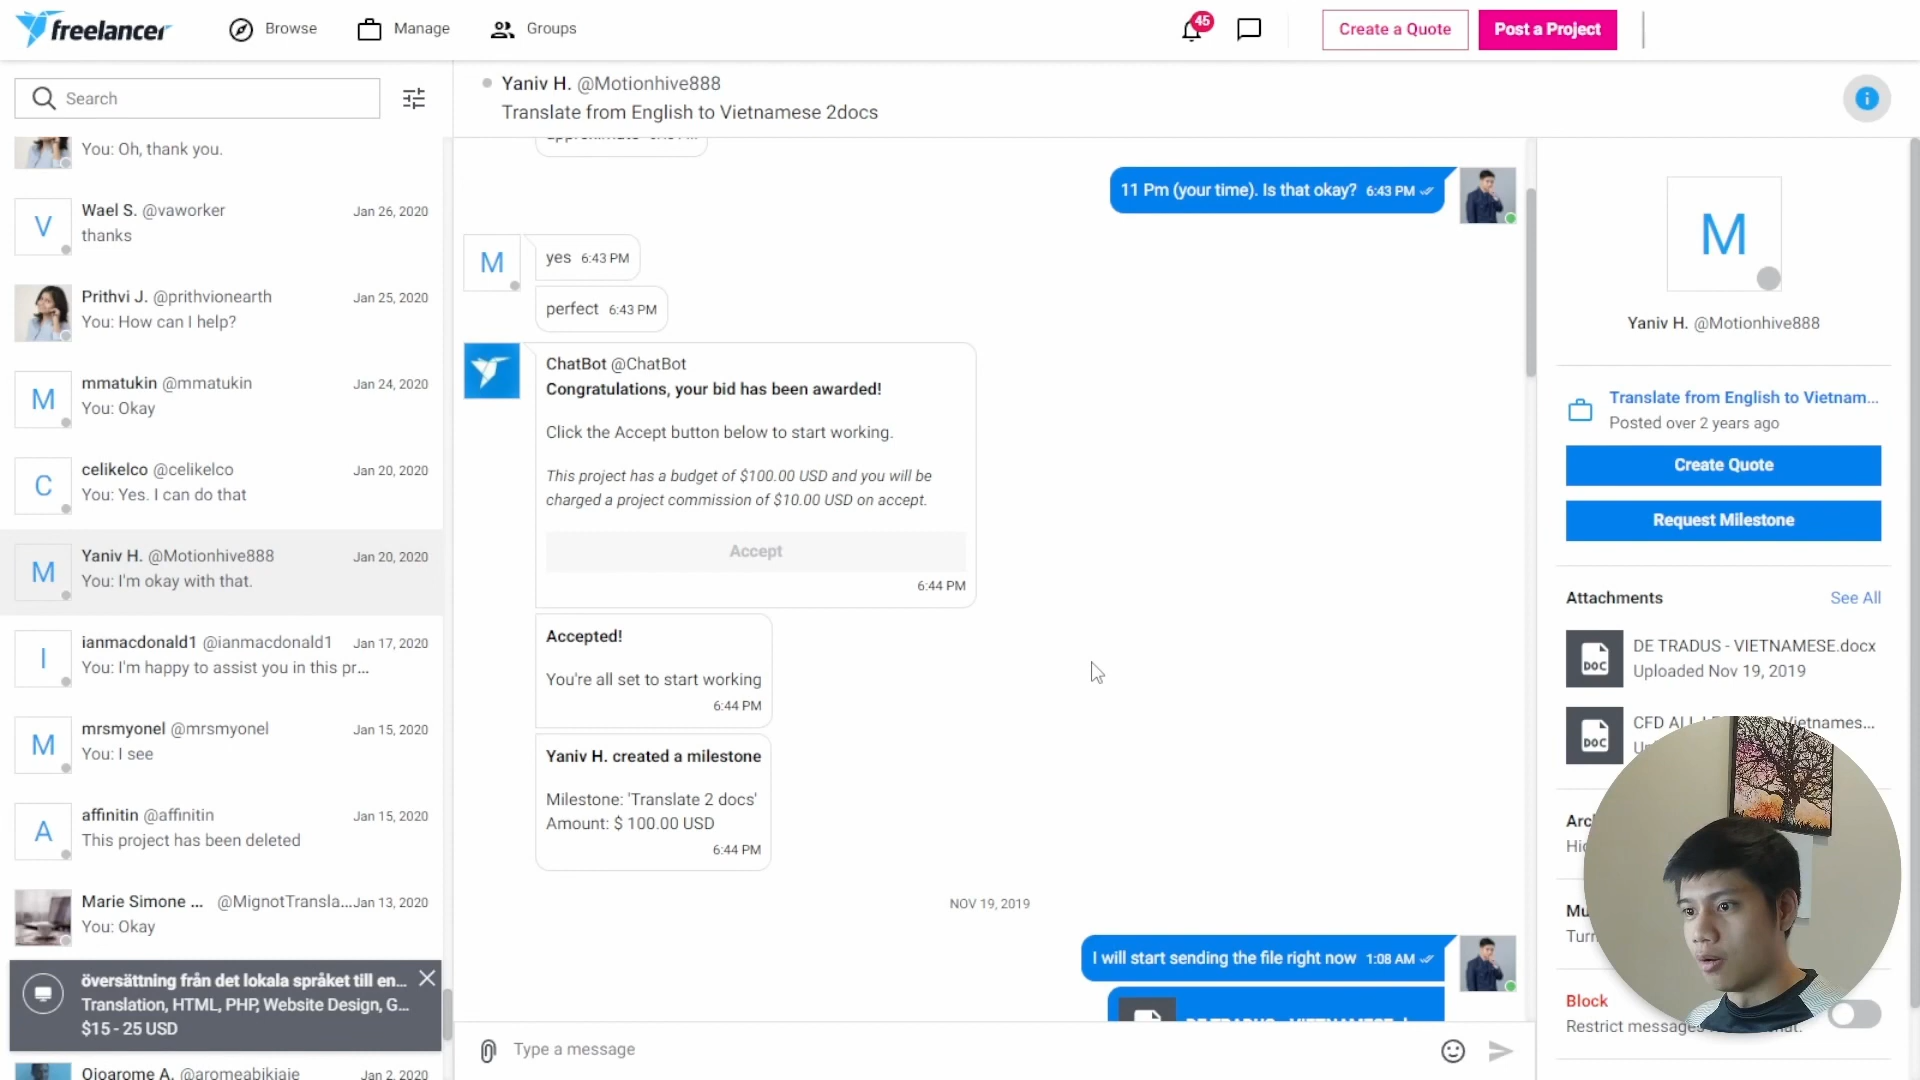 freelancer
Browse
Manage
Groups
45
Create a Quote
Post a Project
Search
You: Oh, thank you.
V
Wael S. @vaworker
Jan 26, 2020
thanks
Prithvi J. @prithvionearth
Jan 25, 2020
You: How can I help?
M
mmatukin @mmatukin
Jan 24, 2020
You: Okay
C
celikelco @celikelco
Jan 20, 2020
You: Yes. I can do that
M
Yaniv H. @Motionhive888
Jan 20, 2020
You: I'm okay with that.
I
ianmacdonald1 @ianmacdonald1
Jan 17, 2020
You: I'm happy to assist you in this pr...
M
mrsmyonel @mrsmyonel
Jan 15, 2020
You: I see
A
affinitin @affinitin
Jan 15, 2020
This project has been deleted
Marie Simone ... @MignotTransla...
Jan 13, 2020
You: Okay
översättning från det lokala språket till en...
Translation, HTML, PHP, Website Design, G...
$15 - 25 USD
Ojoarome A. @aromeabikiaje
Jan 2, 2020
Yaniv H. @Motionhive888
Translate from English to Vietnamese 2docs
11 Pm (your time). Is that okay? 6:43 PM
M
yes 6:43 PM
perfect 6:43 PM
ChatBot @ChatBot
Congratulations, your bid has been awarded!
Click the Accept button below to start working.
This project has a budget of $100.00 USD and you will be
charged a project commission of $10.00 USD on accept.
Accept
6:44 PM
Accepted!
You're all set to start working
6:44 PM
Yaniv H. created a milestone
Milestone: 'Translate 2 docs'
Amount: $ 100.00 USD
6:44 PM
NOV 19, 2019
I will start sending the file right now 1:08 AM
Type a message
M
Yaniv H. @Motionhive888
Translate from English to Vietnam...
Posted over 2 years ago
Create Quote
Request Milestone
Attachments
See All
DOC
DE TRADUS - VIETNAMESE.docx
Uploaded Nov 19, 2019
DOC
CFD
Block
Restrict messages